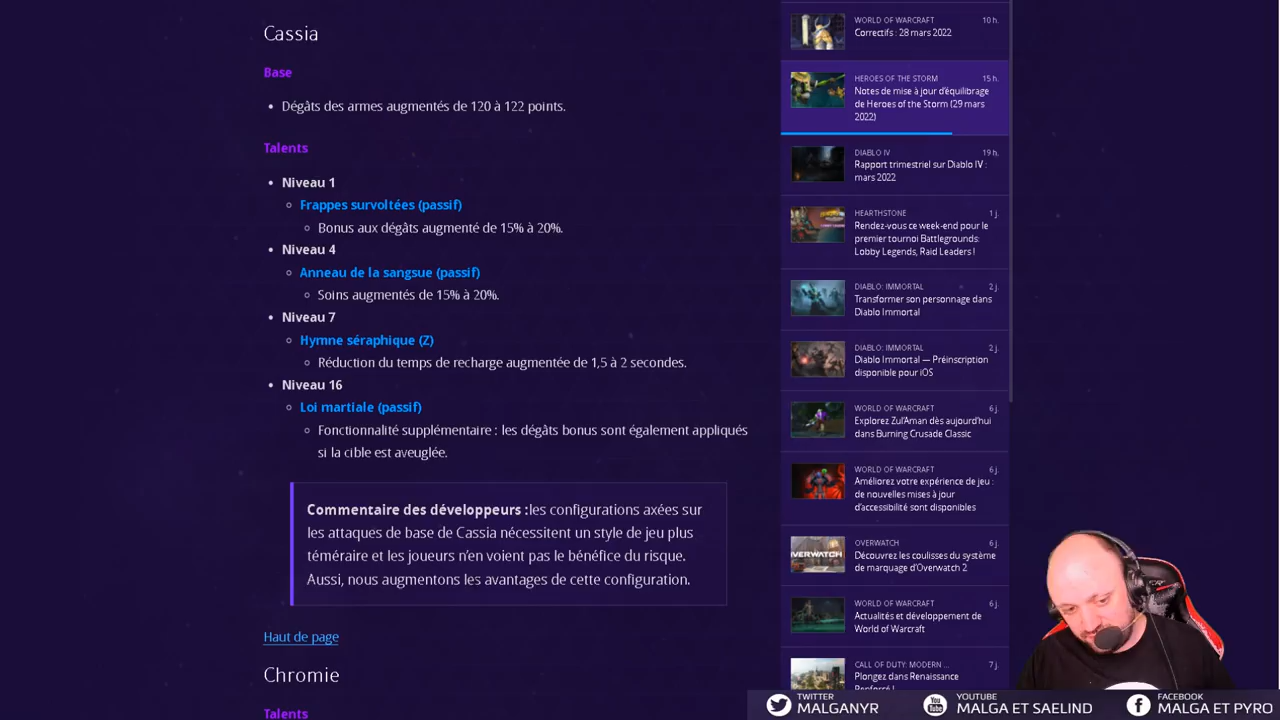 Cassia
Base
• Dégâts des armes augmentés de 120 à 122 points.
Talents
• Niveau 1
◦ Frappes survoltées (passif)
◦ Bonus aux dégâts augmenté de 15% à 20%.
• Niveau 4
◦ Anneau de la sangsue (passif)
◦ Soins augmentés de 15% à 20%.
• Niveau 7
◦ Hymne séraphique (Z)
◦ Réduction du temps de recharge augmentée de 1,5 à 2 secondes.
• Niveau 16
◦ Loi martiale (passif)
◦ Fonctionnalité supplémentaire : les dégâts bonus sont également appliqués
si la cible est aveuglée.
Commentaire des développeurs :les configurations axées sur
les attaques de base de Cassia nécessitent un style de jeu plus
téméraire et les joueurs n'en voient pas le bénéfice du risque.
Aussi, nous augmentons les avantages de cette configuration.
Haut de page
Chromie
Talents
WORLD OF WARCRAFT 10 h.
Correctifs : 28 mars 2022
HEROES OF THE STORM 15 h.
Notes de mise à jour d'équilibrage
de Heroes of the Storm (29 mars
2022)
DIABLO IV 19 h.
Rapport trimestriel sur Diablo IV :
mars 2022
HEARTHSTONE 1 j.
Rendez-vous ce week-end pour le
premier tournoi Battlegrounds:
Lobby Legends, Raid Leaders !
DIABLO: IMMORTAL 2 j.
Transformer son personnage dans
Diablo Immortal
DIABLO: IMMORTAL 2 j.
Diablo Immortal — Préinscription
disponible pour iOS
WORLD OF WARCRAFT 6 j.
Explorez Zul'Aman dès aujourd'hui
dans Burning Crusade Classic
WORLD OF WARCRAFT 6 j.
Améliorez votre expérience de jeu :
de nouvelles mises à jour
d'accessibilité sont disponibles
OVERWATCH 6 j.
Découvrez les coulisses du système
de marquage d'Overwatch 2
WORLD OF WARCRAFT 6 j.
Actualités et développement de
World of Warcraft
CALL OF DUTY: MODERN ... 7 j.
Plongez dans Renaissance
Renforcé !
TWITTER
MALGANYR
YOUTUBE
MALGA ET SAELIND
FACEBOOK
MALGA ET PYRO